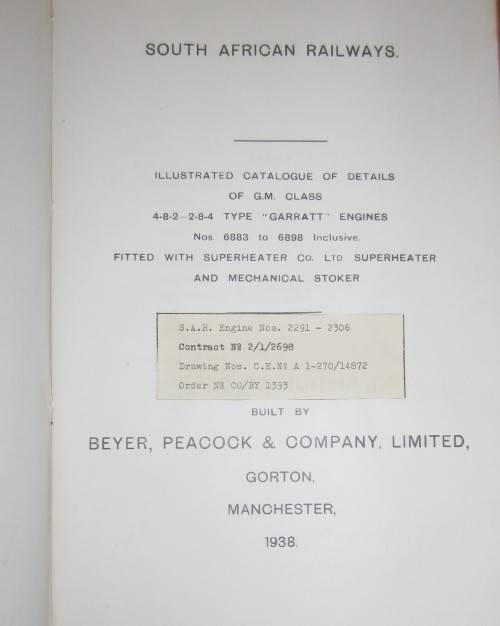 SOUTH AFRICAN RAILWAYS.
ILLUSTRATED CATALOGUE OF DETAILS
OF G.M. CLASS
4-8-2—2-8-4 TYPE "GARRATT" ENGINES
Nos. 6883 to 6898 Inclusive.
FITTED WITH SUPERHEATER CO. LTD SUPERHEATER
AND MECHANICAL STOKER
S.A.R. Engine Nos. 2291 - 2306
Contract № 2/1/2698
Drawing Nos. C.E.№ A 1-270/14872
Order № CO/BY 1393
BUILT BY
BEYER, PEACOCK & COMPANY, LIMITED,
GORTON,
MANCHESTER,
1938.